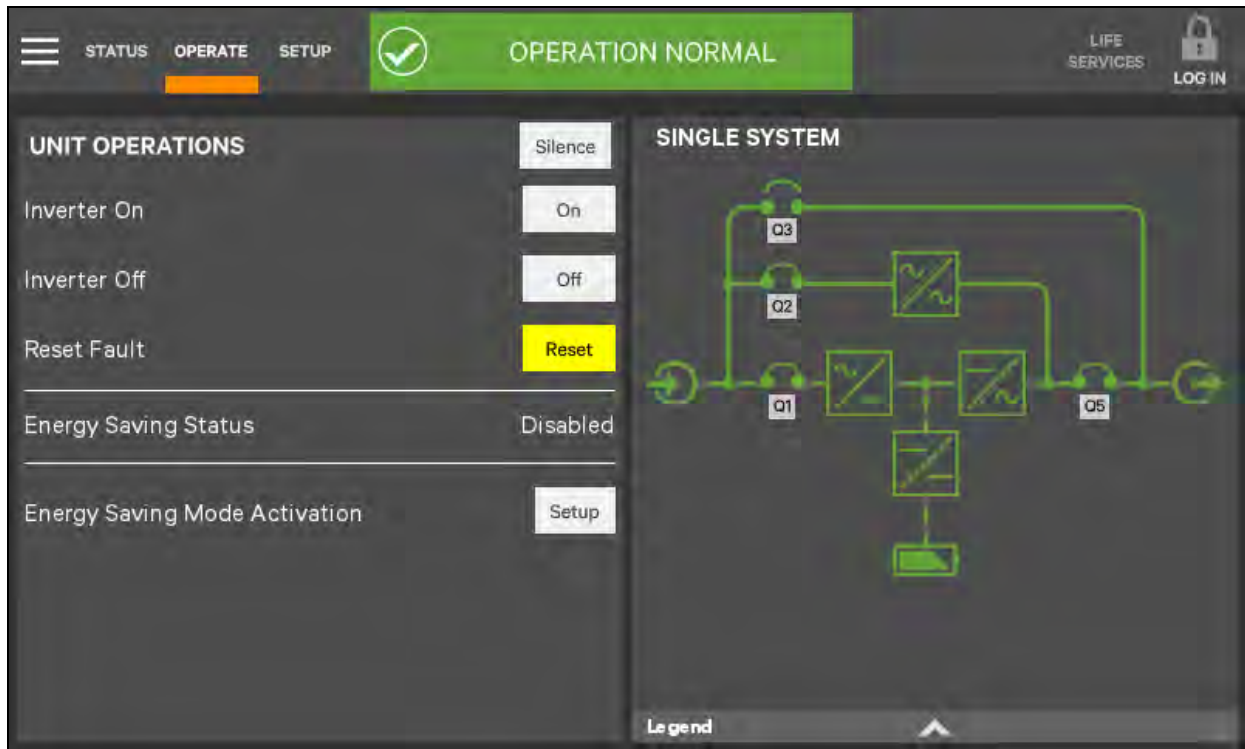 STATUS OPERATE SETUP OPERATION NORMAL LIFE SERVICES LOG IN
UNIT OPERATIONS Silence
Inverter On On
Inverter Off Off
Reset Fault Reset
Energy Saving Status Disabled
Energy Saving Mode Activation Setup
SINGLE SYSTEM
Q3
Q2
Q1 Q5
Legend